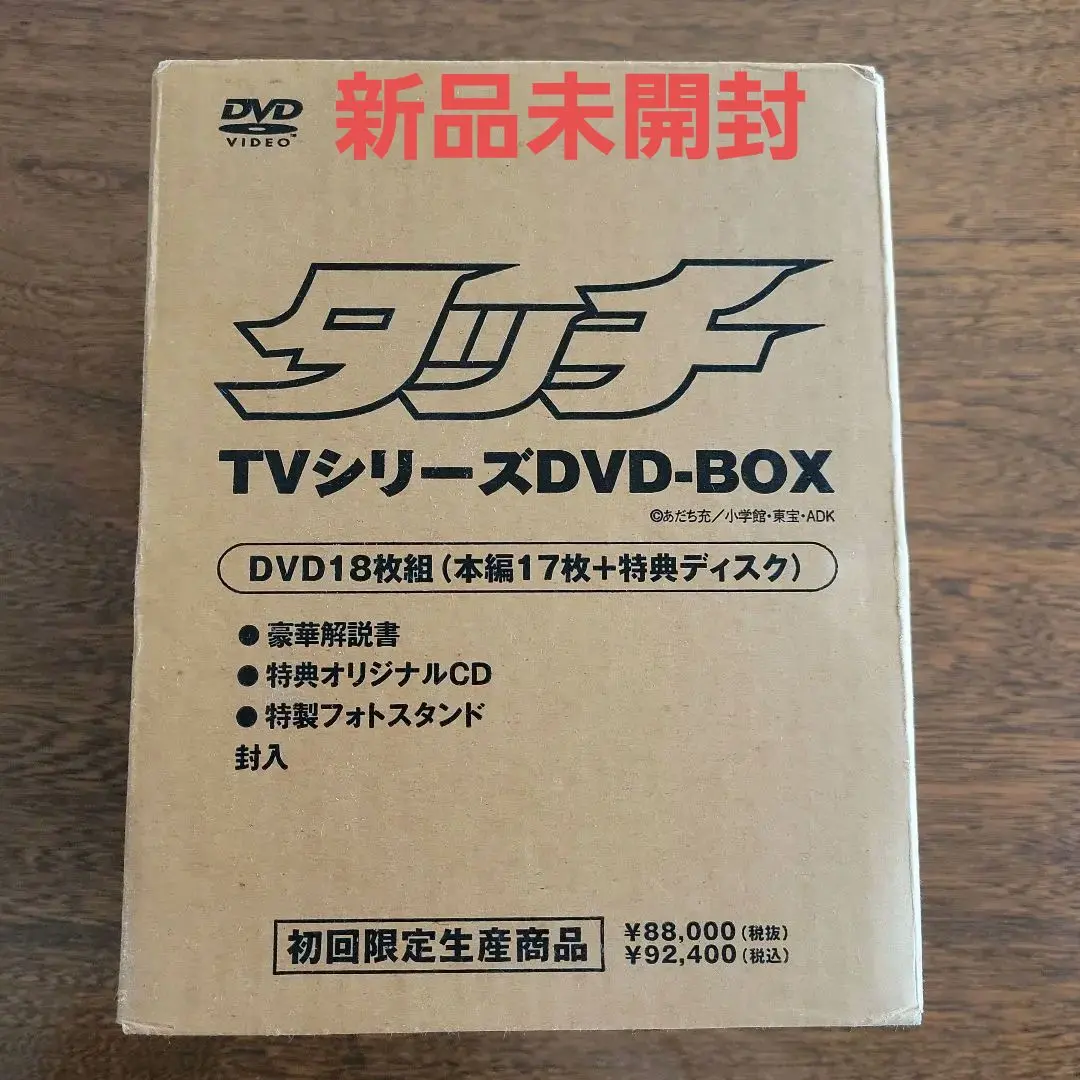 DVD
VIDEO™
新品未開封
タッチ
TVシリーズDVD-BOX
©あだち充/小学館・東宝・ADK
DVD18枚組(本編17枚+特典ディスク)
● 豪華解説書
● 特典オリジナルCD
● 特製フォトスタンド
封入
初回限定生産商品
¥88,000(税抜)
¥92,400(税込)